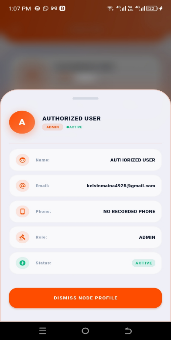 1:07 PM
A
AUTHORIZED USER
ADMIN
ACTIVE
Name:
AUTHORIZED USER
Email:
Phone:
NO RECORDED PHONE
Role:
ADMIN
Status:
ACTIVE
DISMISS NODE PROFILE